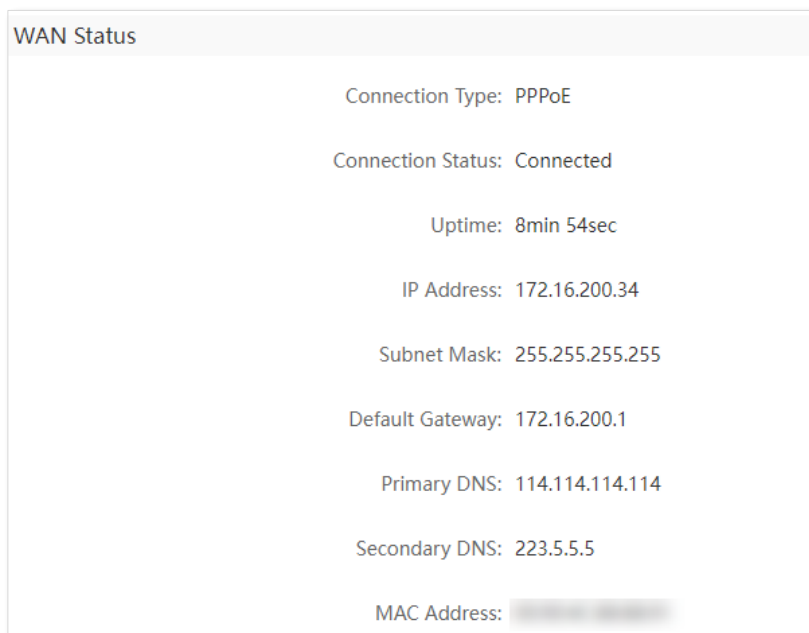 WAN Status
Connection Type: PPPoE
Connection Status: Connected
Uptime: 8min 54sec
IP Address: 172.16.200.34
Subnet Mask: 255.255.255.255
Default Gateway: 172.16.200.1
Primary DNS: 114.114.114.114
Secondary DNS: 223.5.5.5
MAC Address: